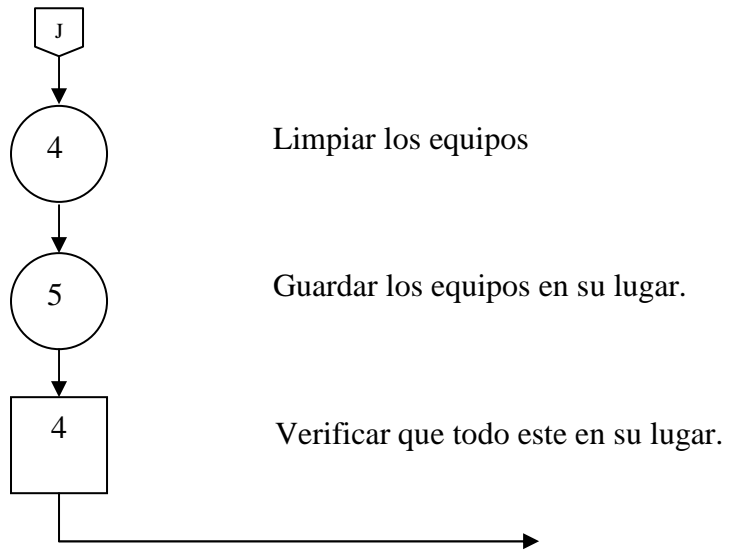 J
4
Limpiar los equipos
5
Guardar los equipos en su lugar.
4
Verificar que todo este en su lugar.